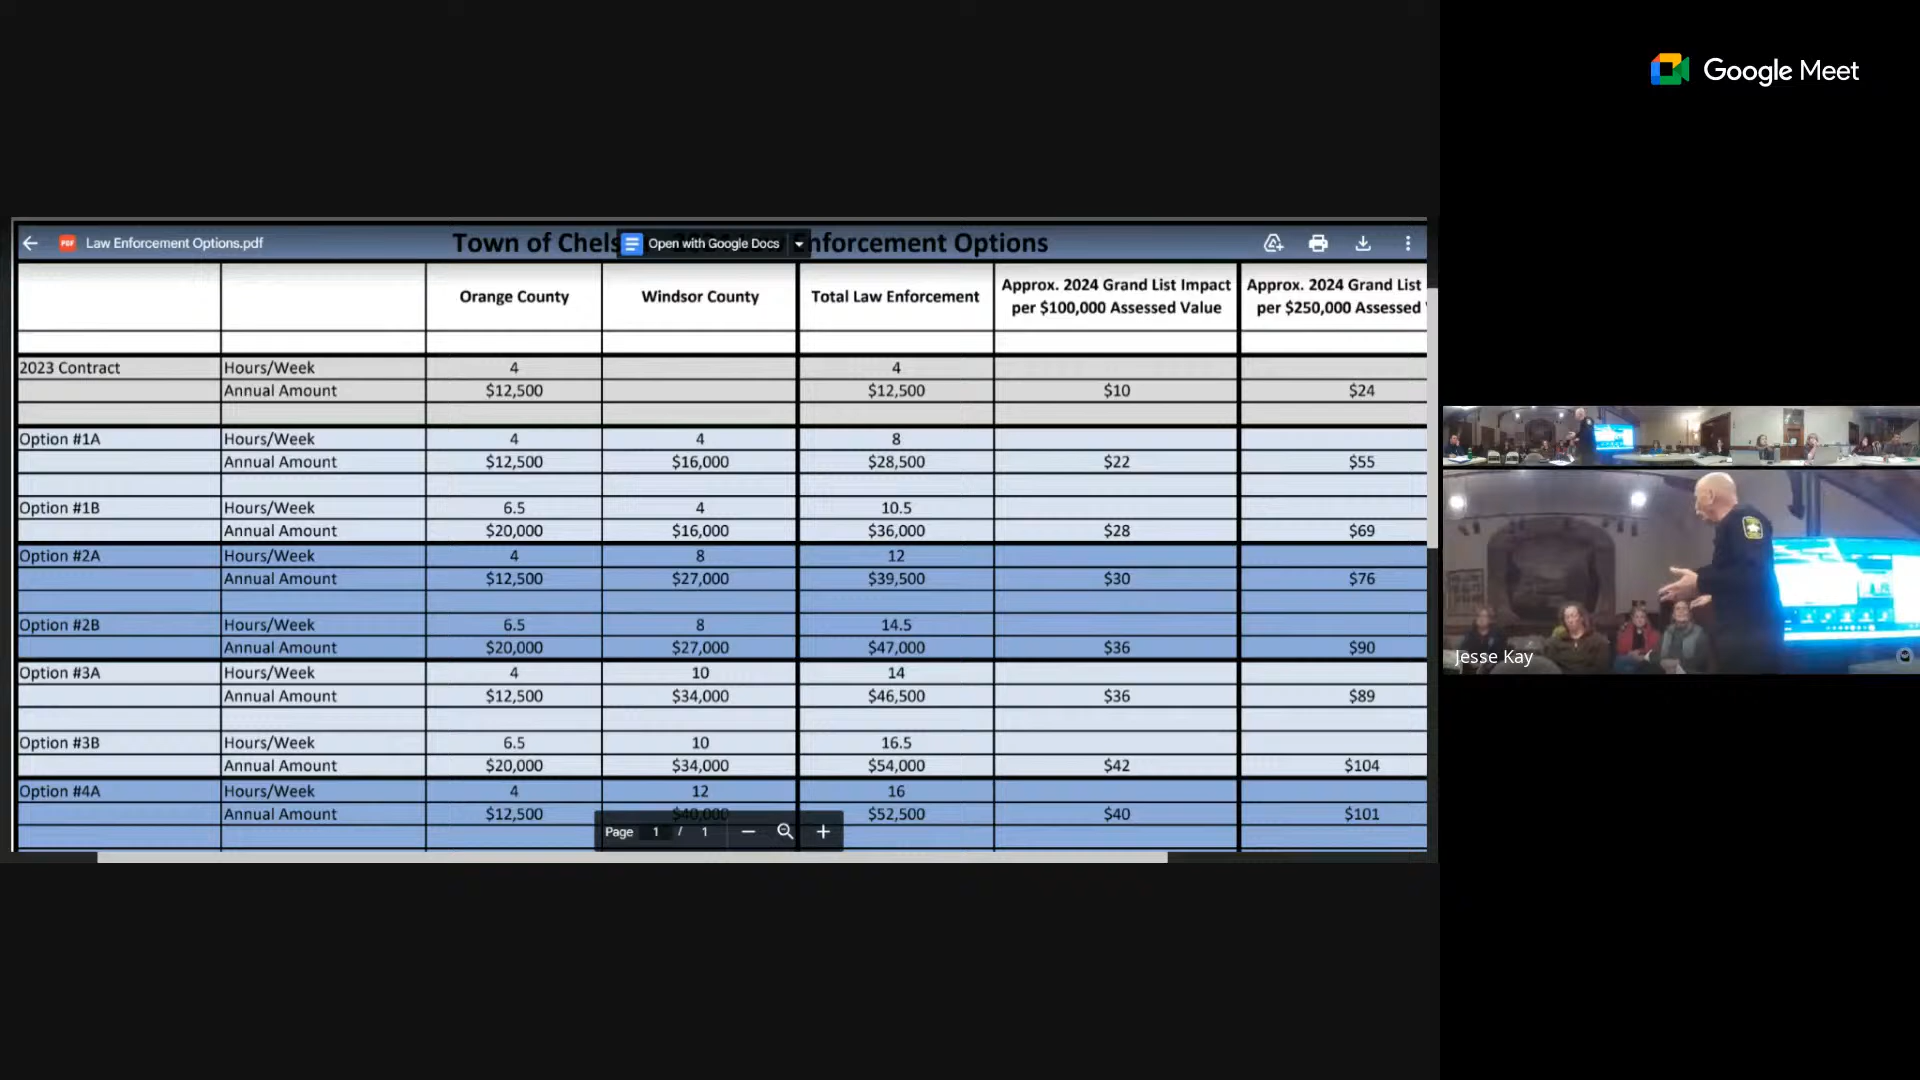 Google Meet
Law Enforcement Options.pdf
Town of Chels
Open with Google Docs
nforcement Options
Orange County
Windsor County
Total Law Enforcement
Approx. 2024 Grand List Impact
per $100,000 Assessed Value
Approx. 2024 Grand List
per $250,000 Assessed
2023 Contract Hours/Week 4 4
Annual Amount $12,500 $12,500 $10 $24
Option #1A Hours/Week 4 4 8
Annual Amount $12,500 $16,000 $28,500 $22 $55
Option #1B Hours/Week 6.5 4 10.5
Annual Amount $20,000 $16,000 $36,000 $28 $69
Option #2A Hours/Week 4 8 12
Annual Amount $12,500 $27,000 $39,500 $30 $76
Option #2B Hours/Week 6.5 8 14.5
Annual Amount $20,000 $27,000 $47,000 $36 $90
Option #3A Hours/Week 4 10 14
Annual Amount $12,500 $34,000 $46,500 $36 $89
Option #3B Hours/Week 6.5 10 16.5
Annual Amount $20,000 $34,000 $54,000 $42 $104
Option #4A Hours/Week 4 12 16
Annual Amount $12,500 $40,000 $52,500 $40 $101
Page 1 / 1
Jesse Kay